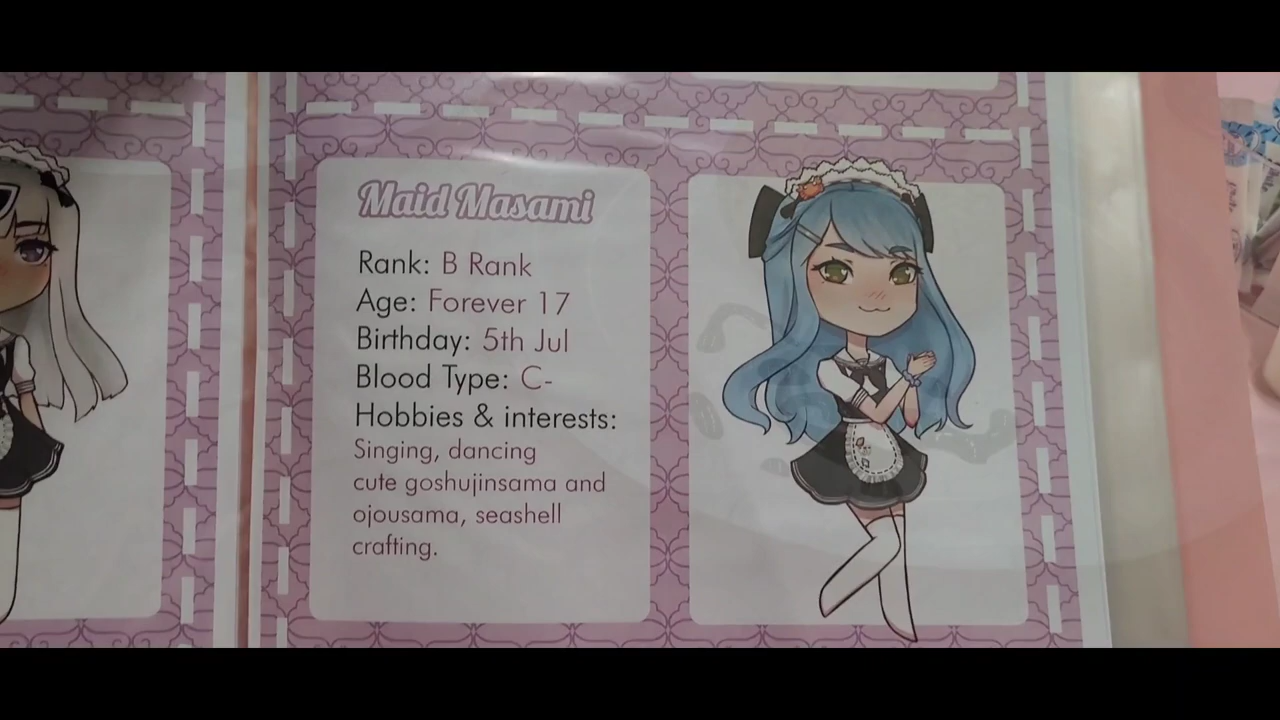 Maid Masami
Rank: B Rank
Age: Forever 17
Birthday: 5th Jul
Blood Type: C-
Hobbies & interests:
Singing, dancing
cute goshujinsama and
ojousama, seashell
crafting.